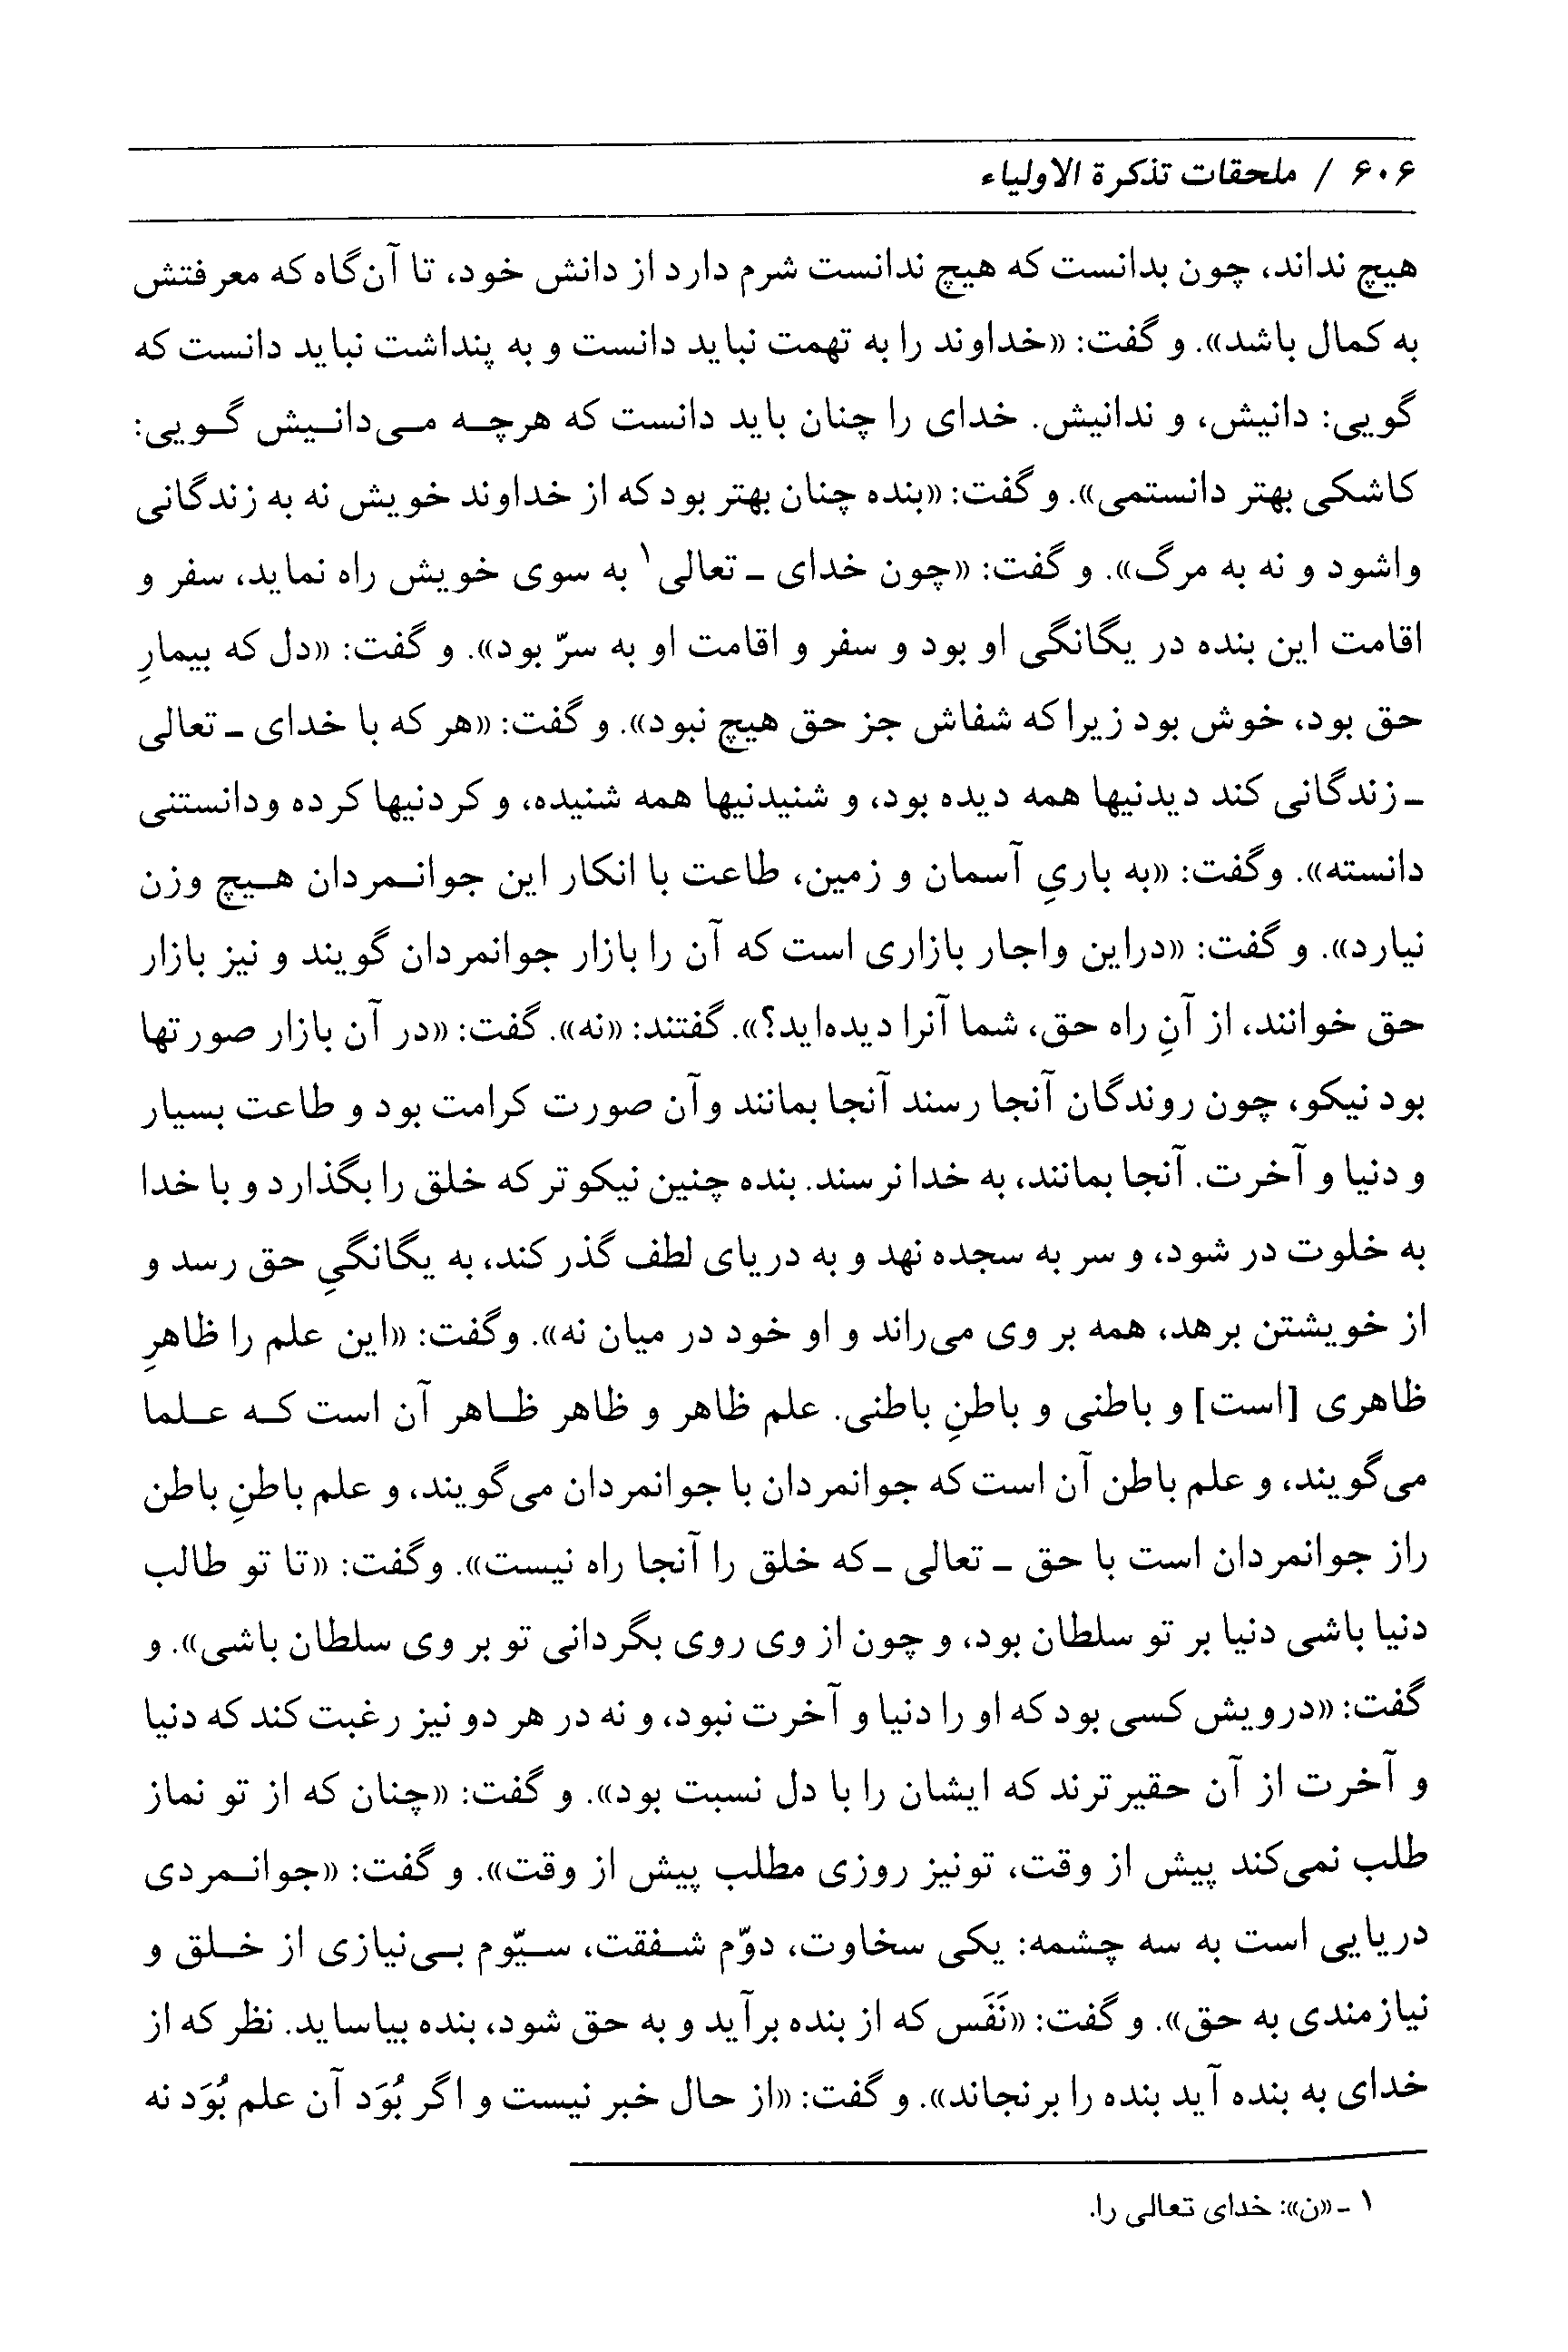 ۶۰۶ / ملحقات تذکرة الاولیاء
هیچ نداند، چون بدانست که هیچ ندانست شرم دارد از دانش خود، تا آن‌گاه که معرفتش
به کمال باشد». و گفت: «خداوند را به تهمت نباید دانست و به پنداشت نباید دانست که
گویی: دانیش، و ندانیش. خدای را چنان باید دانست که هرچه می‌دانیش گویی:
کاشکی بهتر دانستمی». و گفت: «بنده چنان بهتر بود که از خداوند خویش نه به زندگانی
واشود و نه به مرگ». و گفت: «چون خدای ـ تعالی۱ به سوی خویش راه نماید، سفر و
اقامت این بنده در یگانگی او بود و سفر و اقامت او به سرّ بود». و گفت: «دل که بیمارِ
حق بود، خوش بود زیرا که شفاش جز حق هیچ نبود». و گفت: «هر که با خدای ـ تعالی
ـ زندگانی کند دیدنیها همه دیده بود، و شنیدنیها همه شنیده، و کردنیها کرده ودانستنی
دانسته». وگفت: «به باریِ آسمان و زمین، طاعت با انکار این جوانمردان هیچ وزن
نیارد». و گفت: «دراین واجار بازاری است که آن را بازار جوانمردان گویند و نیز بازار
حق خوانند، از آنِ راه حق، شما آنرا دیده‌اید؟». گفتند: «نه». گفت: «در آن بازار صورتها
بود نیکو، چون روندگان آنجا رسند آنجا بمانند وآن صورت کرامت بود و طاعت بسیار
و دنیا و آخرت. آنجا بمانند، به خدا نرسند. بنده چنین نیکوتر که خلق را بگذارد و با خدا
به خلوت در شود، و سر به سجده نهد و به دریای لطف گذر کند، به یگانگیِ حق رسد و
از خویشتن برهد، همه بر وی می‌راند و او خود در میان نه». وگفت: «این علم را ظاهرِ
ظاهری [است] و باطنی و باطنِ باطنی. علم ظاهر و ظاهر ظاهر آن است که علما
می‌گویند، و علم باطن آن است که جوانمردان با جوانمردان می‌گویند، و علم باطنِ باطن
راز جوانمردان است با حق ـ تعالی ـ که خلق را آنجا راه نیست». وگفت: «تا تو طالب
دنیا باشی دنیا بر تو سلطان بود، و چون از وی روی بگردانی تو بر وی سلطان باشی». و
گفت: «درویش کسی بود که او را دنیا و آخرت نبود، و نه در هر دو نیز رغبت کند که دنیا
و آخرت از آن حقیرترند که ایشان را با دل نسبت بود». و گفت: «چنان که از تو نماز
طلب نمی‌کند پیش از وقت، تونیز روزی مطلب پیش از وقت». و گفت: «جوانمردی
دریایی است به سه چشمه: یکی سخاوت، دوّم شفقت، سیّوم بی‌نیازی از خلق و
نیازمندی به حق». و گفت: «نَفَس که از بنده برآید و به حق شود، بنده بیاساید. نظر که از
خدای به بنده آید بنده را برنجاند». و گفت: «از حال خبر نیست و اگر بُوَد آن علم بُوَد نه
۱ ـ «ن»: خدای تعالی را.